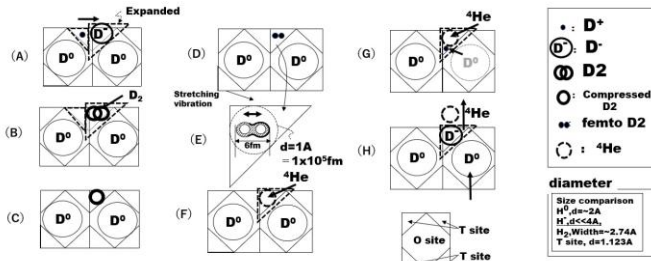 Expanded
(A)
D⁻
D⁰ D⁰
D₂
(B)
D⁰ D⁰
(C)
D⁰ D⁰
(D)
D⁰ D⁰
Stretching
vibration
(E)
6fm
d=1A
=1x10⁵fm
⁴He
(F)
D⁰ D⁰
⁴He
(G)
D⁰ D⁰
⁴He
(H)
D⁻
D⁰ D⁰
O site
T site
T site
: D⁺
D⁻ : D⁻
D2
: Compressed
D2
: femto D2
: ⁴He
diameter
Size comparison
H⁰,d=~2A
H⁻,d<<4A,
H₂,Width=~2.74A
T site, d=1.123A